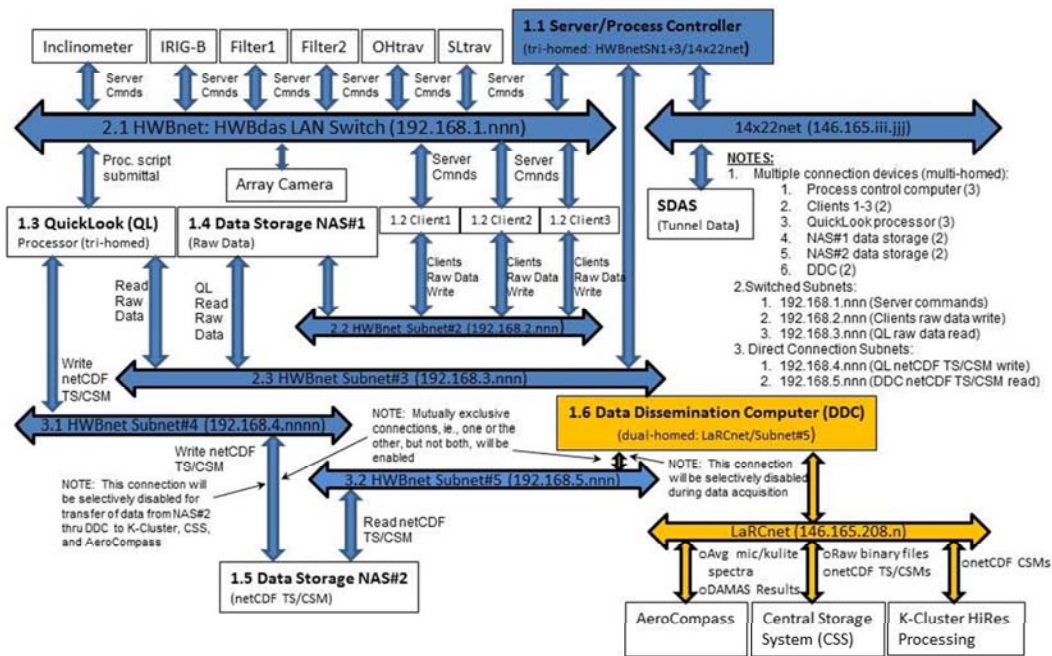 1.1 Server/Process Controller
(tri-homed: HWBnetSN1+3/14x22net)
Inclinometer
IRIG-B
Filter1
Filter2
OHtrav
SLtrav
Server
Cmnds
Server
Cmnds
Server
Cmnds
Server
Cmnds
Server
Cmnds
Server
Cmnds
2.1 HWBnet: HWBdas LAN Switch (192.168.1.nnn)
14x22net (146.165.iii.jjj)
Proc. script
submittal
Array Camera
Server
Cmnds
Server
Cmnds
SDAS
(Tunnel Data)
NOTES:
1. Multiple connection devices (multi-homed):
1. Process control computer (3)
2. Clients 1-3 (2)
3. QuickLook processor (3)
4. NAS#1 data storage (2)
5. NAS#2 data storage (2)
6. DDC (2)
2.Switched Subnets:
1. 192.168.1.nnn (Server commands)
2. 192.168.2.nnn (Clients raw data write)
3. 192.168.3.nnn (QL raw data read)
3. Direct Connection Subnets:
1. 192.168.4.nnn (QL netCDF TS/CSM write)
2. 192.168.5.nnn (DDC netCDF TS/CSM read)
1.3 QuickLook (QL)
Processor (tri-homed)
1.4 Data Storage NAS#1
(Raw Data)
1.2 Client1
1.2 Client2
1.2 Client3
Read
Raw
Data
QL
Read
Raw
Data
Clients
Raw Data
Write
Clients
Raw Data
Write
Clients
Raw Data
Write
2.2 HWBnet Subnet#2 (192.168.2.nnn)
Write
netCDF
TS/CSM
2.3 HWBnet Subnet#3 (192.168.3.nnn)
3.1 HWBnet Subnet#4 (192.168.4.nnnn)
NOTE: Mutually exclusive
connections, ie., one or the
other, but not both, will be
enabled
1.6 Data Dissemination Computer (DDC)
(dual-homed: LaRCnet/Subnet#5)
Write netCDF
TS/CSM
NOTE: This connection will
be selectively disabled for
transfer of data from NAS#2
thru DDC to K-Cluster, CSS,
and AeroCompass
NOTE: This connection
will be selectively disabled
during data acquisition
3.2 HWBnet Subnet#5 (192.168.5.nnn)
Read netCDF
TS/CSM
LaRCnet (146.165.208.n)
1.5 Data Storage NAS#2
(netCDF TS/CSM)
oAvg mic/kulite
spectra
oDAMAS Results
oRaw binary files
onetCDF TS/CSMs
onetCDF CSMs
AeroCompass
Central Storage
System (CSS)
K-Cluster HiRes
Processing